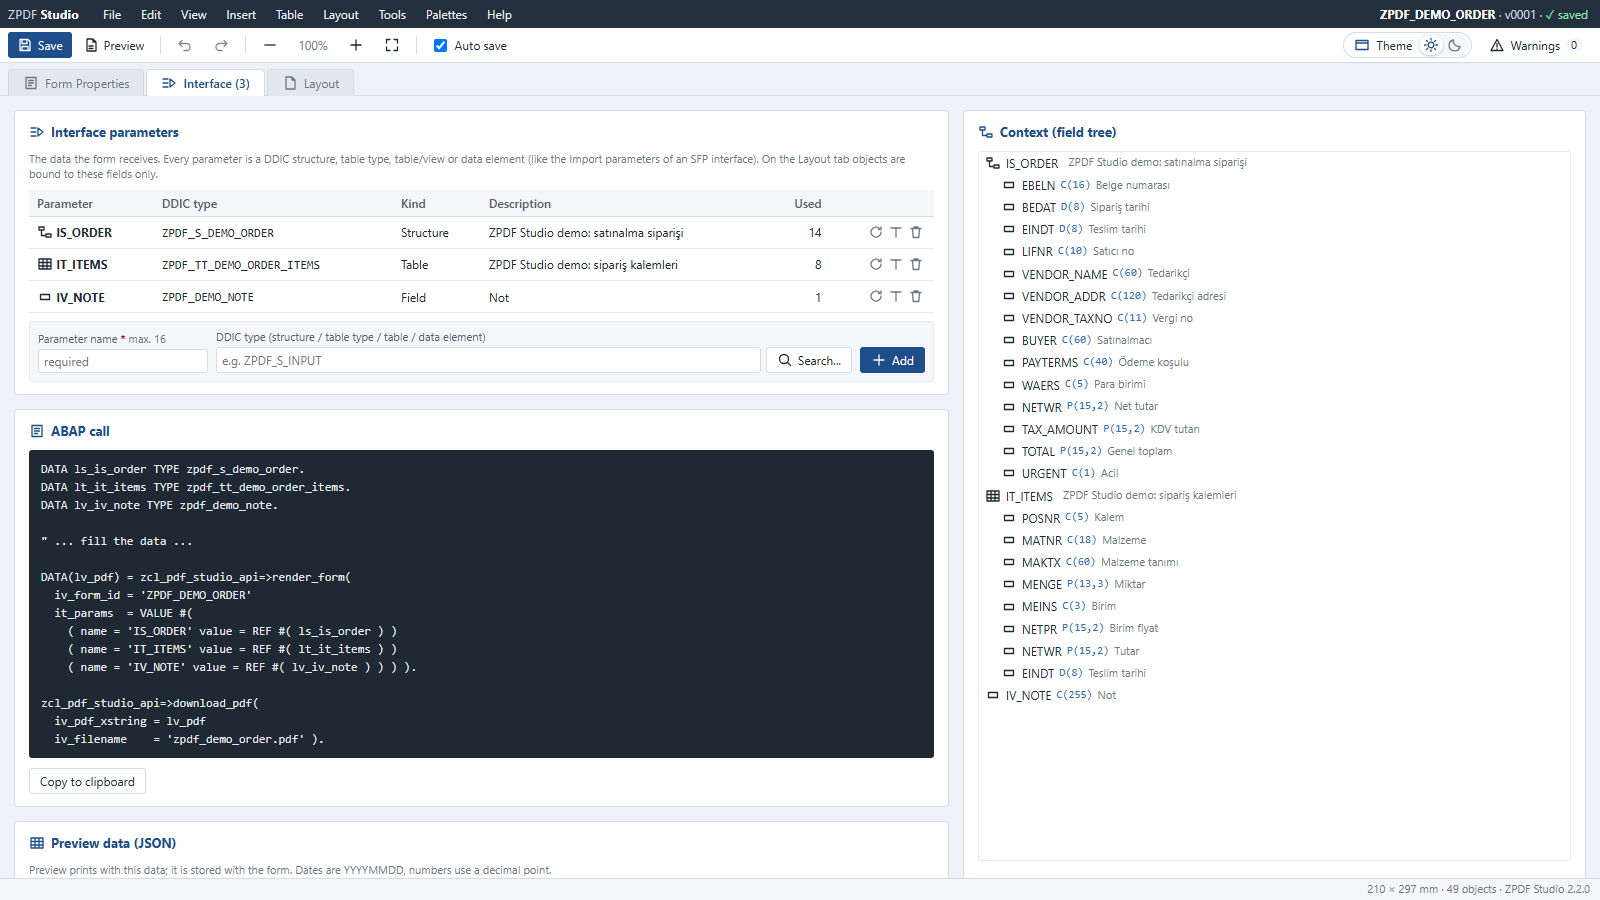 ZPDF Studio File Edit View Insert Table Layout Tools Palettes Help ZPDF_DEMO_ORDER · v0001 · ✓ saved
Save Preview 100% Auto save Theme Warnings 0
Form Properties Interface (3) Layout
Interface parameters
The data the form receives. Every parameter is a DDIC structure, table type, table/view or data element (like the Import parameters of an SFP interface). On the Layout tab objects are
bound to these fields only.
Parameter DDIC type Kind Description Used
IS_ORDER ZPDF_S_DEMO_ORDER Structure ZPDF Studio demo: satınalma siparişi 14
IT_ITEMS ZPDF_TT_DEMO_ORDER_ITEMS Table ZPDF Studio demo: sipariş kalemleri 8
IV_NOTE ZPDF_DEMO_NOTE Field Not 1
Parameter name * max. 16 DDIC type (structure / table type / table / data element)
required e.g. ZPDF_S_INPUT Search... Add
ABAP call
DATA ls_is_order TYPE zpdf_s_demo_order.
DATA lt_it_items TYPE zpdf_tt_demo_order_items.
DATA lv_iv_note TYPE zpdf_demo_note.
" ... fill the data ...
DATA(lv_pdf) = zcl_pdf_studio_api=>render_form(
iv_form_id = 'ZPDF_DEMO_ORDER'
it_params = VALUE #(
( name = 'IS_ORDER' value = REF #( ls_is_order ) )
( name = 'IT_ITEMS' value = REF #( lt_it_items ) )
( name = 'IV_NOTE' value = REF #( lv_iv_note ) ) ) ).
zcl_pdf_studio_api=>download_pdf(
iv_pdf_xstring = lv_pdf
iv_filename = 'zpdf_demo_order.pdf' ).
Copy to clipboard
Preview data (JSON)
Preview prints with this data; it is stored with the form. Dates are YYYYMMDD, numbers use a decimal point.
Context (field tree)
IS_ORDER ZPDF Studio demo: satınalma siparişi
EBELN C(16) Belge numarası
BEDAT D(8) Sipariş tarihi
EINDT D(8) Teslim tarihi
LIFNR C(10) Satıcı no
VENDOR_NAME C(60) Tedarikçi
VENDOR_ADDR C(120) Tedarikçi adresi
VENDOR_TAXNO C(11) Vergi no
BUYER C(60) Satınalmacı
PAYTERMS C(40) Ödeme koşulu
WAERS C(5) Para birimi
NETWR P(15,2) Net tutar
TAX_AMOUNT P(15,2) KDV tutarı
TOTAL P(15,2) Genel toplam
URGENT C(1) Acil
IT_ITEMS ZPDF Studio demo: sipariş kalemleri
POSNR C(5) Kalem
MATNR C(18) Malzeme
MAKTX C(60) Malzeme tanımı
MENGE P(13,3) Miktar
MEINS C(3) Birim
NETPR P(15,2) Birim fiyat
NETWR P(15,2) Tutar
EINDT D(8) Teslim tarihi
IV_NOTE C(255) Not
210 × 297 mm · 49 objects · ZPDF Studio 2.2.0